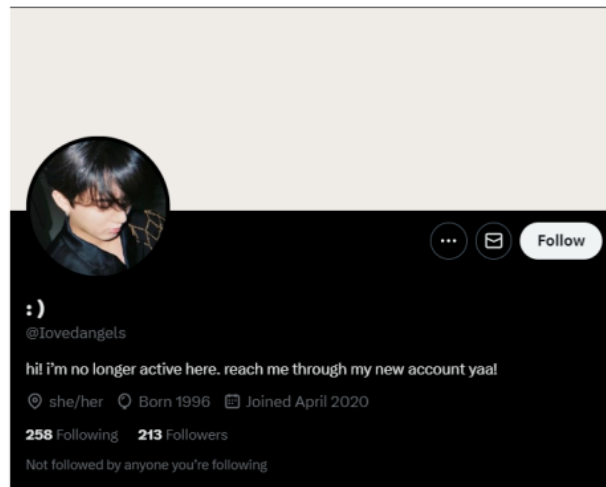 Follow
:)
@Iovedangels
hi! i'm no longer active here. reach me through my new account yaa!
she/her Born 1996 Joined April 2020
258 Following 213 Followers
Not followed by anyone you're following